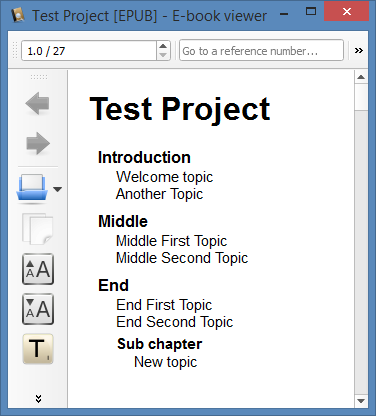 Test Project [EPUB] - E-book viewer
1.0 / 27
Go to a reference number...
»
Test Project
Introduction
Welcome topic
Another Topic
Middle
Middle First Topic
Middle Second Topic
End
End First Topic
End Second Topic
Sub chapter
New topic
A A
A A
T